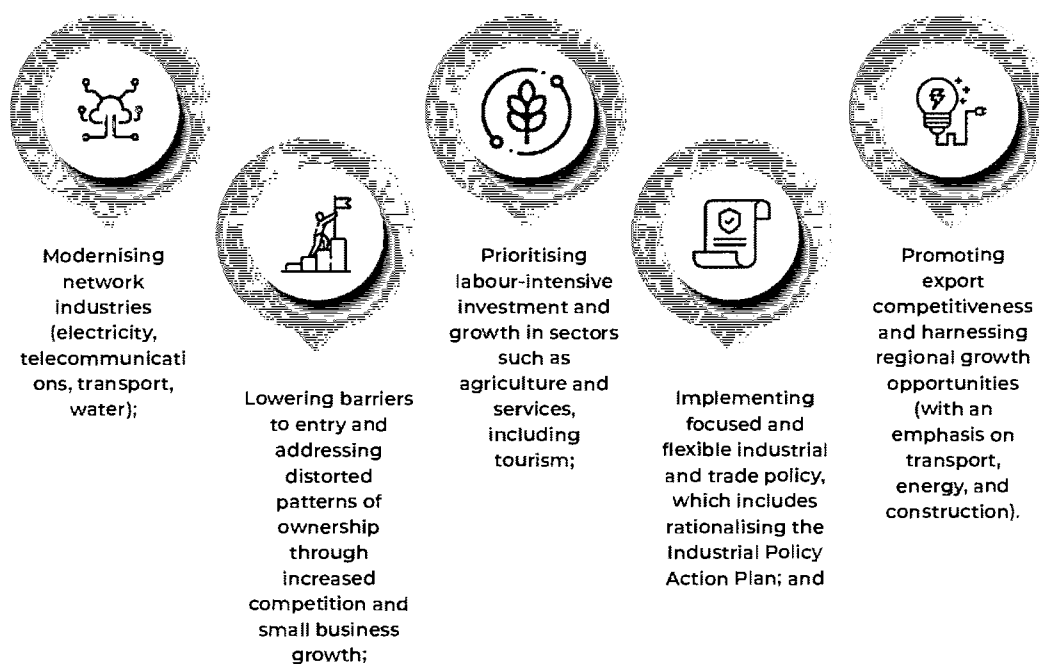 Modernising
network
industries
(electricity,
telecommunicati
ons, transport,
water);
Lowering barriers
to entry and
addressing
distorted
patterns of
ownership
through
increased
competition and
small business
growth;
Prioritising
labour-intensive
investment and
growth in sectors
such as
agriculture and
services,
including
tourism;
Implementing
focused and
flexible industrial
and trade policy,
which includes
rationalising the
Industrial Policy
Action Plan; and
Promoting
export
competitiveness
and harnessing
regional growth
opportunities
(with an
emphasis on
transport,
energy, and
construction).